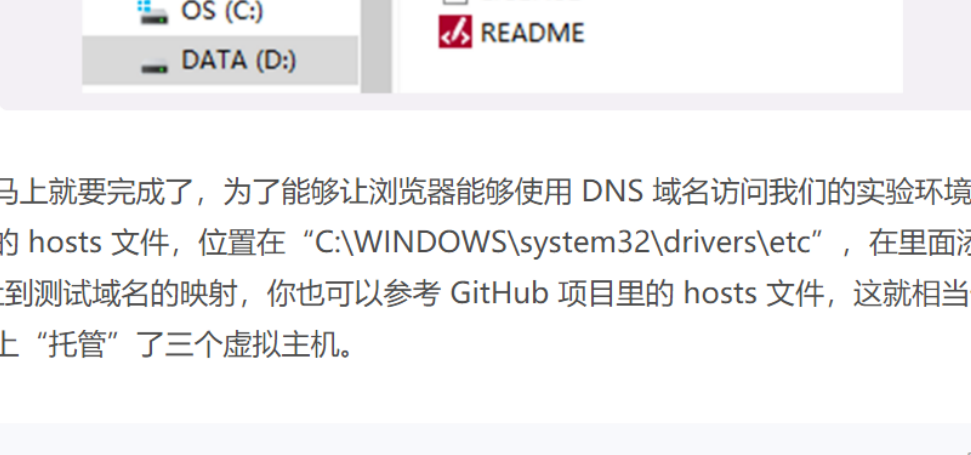 OS (C:)
README
DATA (D:)
马上就要完成了，为了能够让浏览器能够使用 DNS 域名访问我们的实验环境
的 hosts 文件，位置在“C:\WINDOWS\system32\drivers\etc”，在里面添
到测试域名的映射，你也可以参考 GitHub 项目里的 hosts 文件，这就相当
上“托管”了三个虚拟主机。